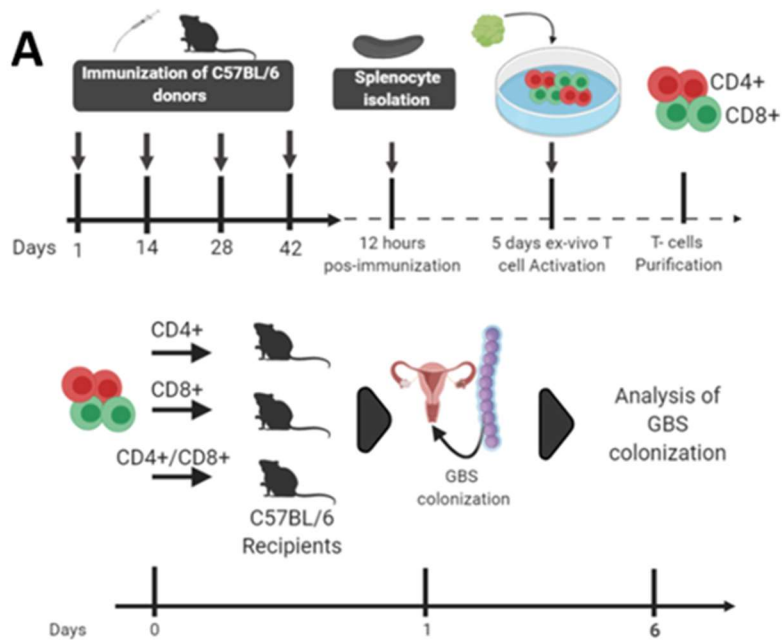 A
Immunization of C57BL/6
donors
Splenocyte
isolation
CD4+
CD8+
Days
1
14
28
42
12 hours
pos-immunization
5 days ex-vivo T
cell Activation
T- cells
Purification
CD4+
CD8+
CD4+/CD8+
C57BL/6
Recipients
GBS
colonization
Analysis of
GBS
colonization
Days
0
1
6